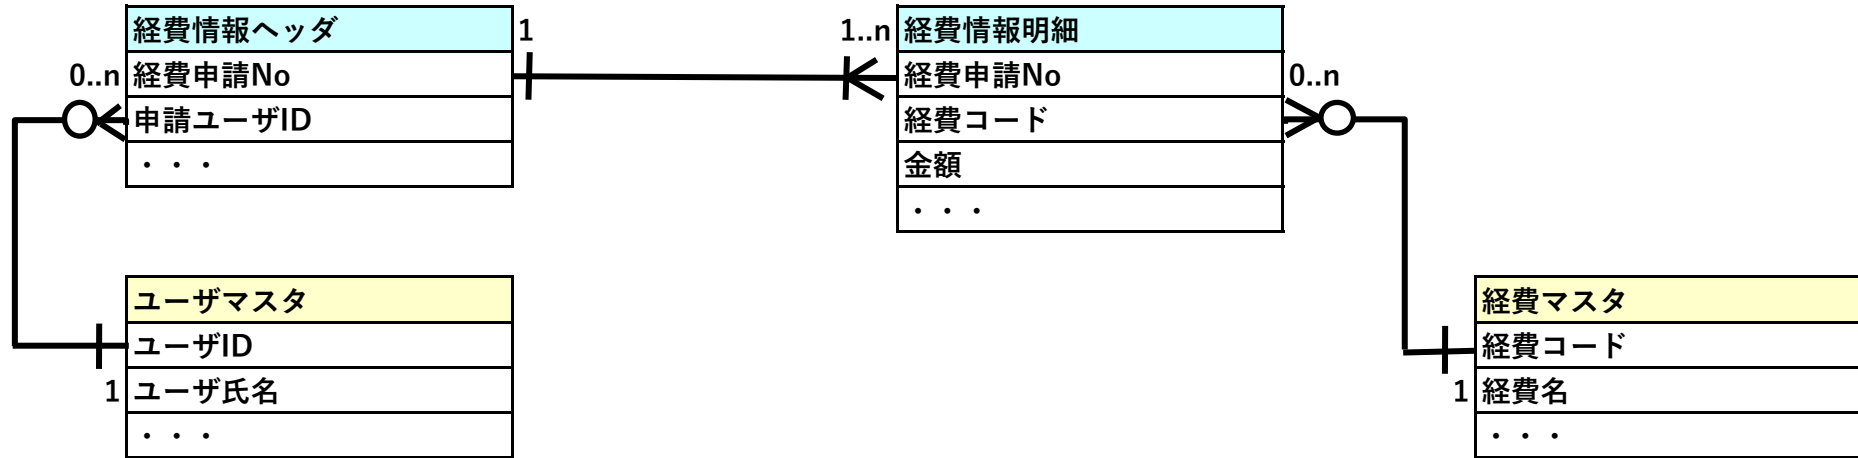 経費情報ヘッダ
1
0..n
経費申請No
申請ユーザID
・・・
1..n
経費情報明細
経費申請No
0..n
経費コード
金額
・・・
ユーザマスタ
ユーザID
1
ユーザ氏名
・・・
経費マスタ
経費コード
1
経費名
・・・